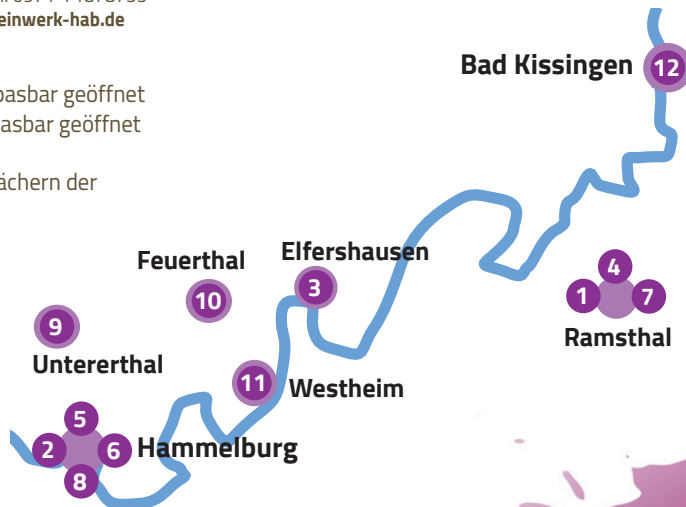 einwerk-hab.de
asbar geöffnet
asbar geöffnet
ächern der
Bad Kissingen 12
Feuerthal
10
Elfershausen
3
4
1 7
Ramsthal
9
Untererthal
11 Westheim
5
2 6 Hammelburg
8